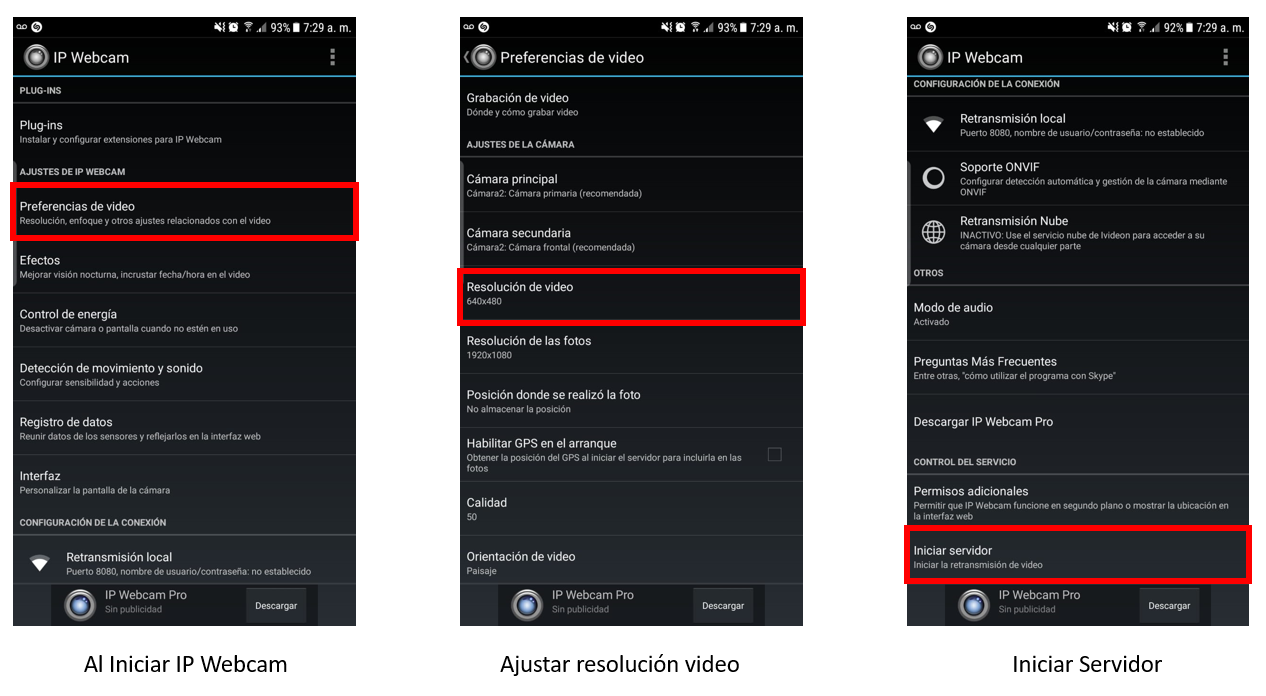 93% 7:29 a. m.
IP Webcam
PLUG-INS
Plug-ins
Instalar y configurar extensiones para IP Webcam
AJUSTES DE IP WEBCAM
Preferencias de video
Resolución, enfoque y otros ajustes relacionados con el video
Efectos
Mejorar visión nocturna, incrustar fecha/hora en el video
Control de energía
Desactivar cámara o pantalla cuando no estén en uso
Detección de movimiento y sonido
Configurar sensibilidad y acciones
Registro de datos
Reunir datos de los sensores y reflejarlos en la interfaz web
Interfaz
Personalizar la pantalla de la cámara
CONFIGURACIÓN DE LA CONEXIÓN
Retransmisión local
Puerto 8080, nombre de usuario/contraseña: no establecido
IP Webcam Pro
Sin publicidad
Descargar
Al Iniciar IP Webcam
93% 7:29 a. m.
Preferencias de video
Grabación de video
Dónde y cómo grabar video
AJUSTES DE LA CÁMARA
Cámara principal
Cámara2: Cámara primaria (recomendada)
Cámara secundaria
Cámara2: Cámara frontal (recomendada)
Resolución de video
640x480
Resolución de las fotos
1920x1080
Posición donde se realizó la foto
No almacenar la posición
Habilitar GPS en el arranque
Obtener la posición del GPS al iniciar el servidor para incluirla en las
fotos
Calidad
50
Orientación de video
Paisaje
IP Webcam Pro
Sin publicidad
Descargar
Ajustar resolución video
92% 7:29 a. m.
IP Webcam
CONFIGURACIÓN DE LA CONEXIÓN
Retransmisión local
Puerto 8080, nombre de usuario/contraseña: no establecido
Soporte ONVIF
Configurar detección automática y gestión de la cámara mediante
ONVIF
Retransmisión Nube
INACTIVO: Use el servicio nube de Ivideon para acceder a su
cámara desde cualquier parte
OTROS
Modo de audio
Activado
Preguntas Más Frecuentes
Entre otras, "cómo utilizar el programa con Skype"
Descargar IP Webcam Pro
CONTROL DEL SERVICIO
Permisos adicionales
Permitir que IP Webcam funcione en segundo plano o mostrar la ubicación en
la interfaz web
Iniciar servidor
Iniciar la retransmisión de video
IP Webcam Pro
Sin publicidad
Descargar
Iniciar Servidor